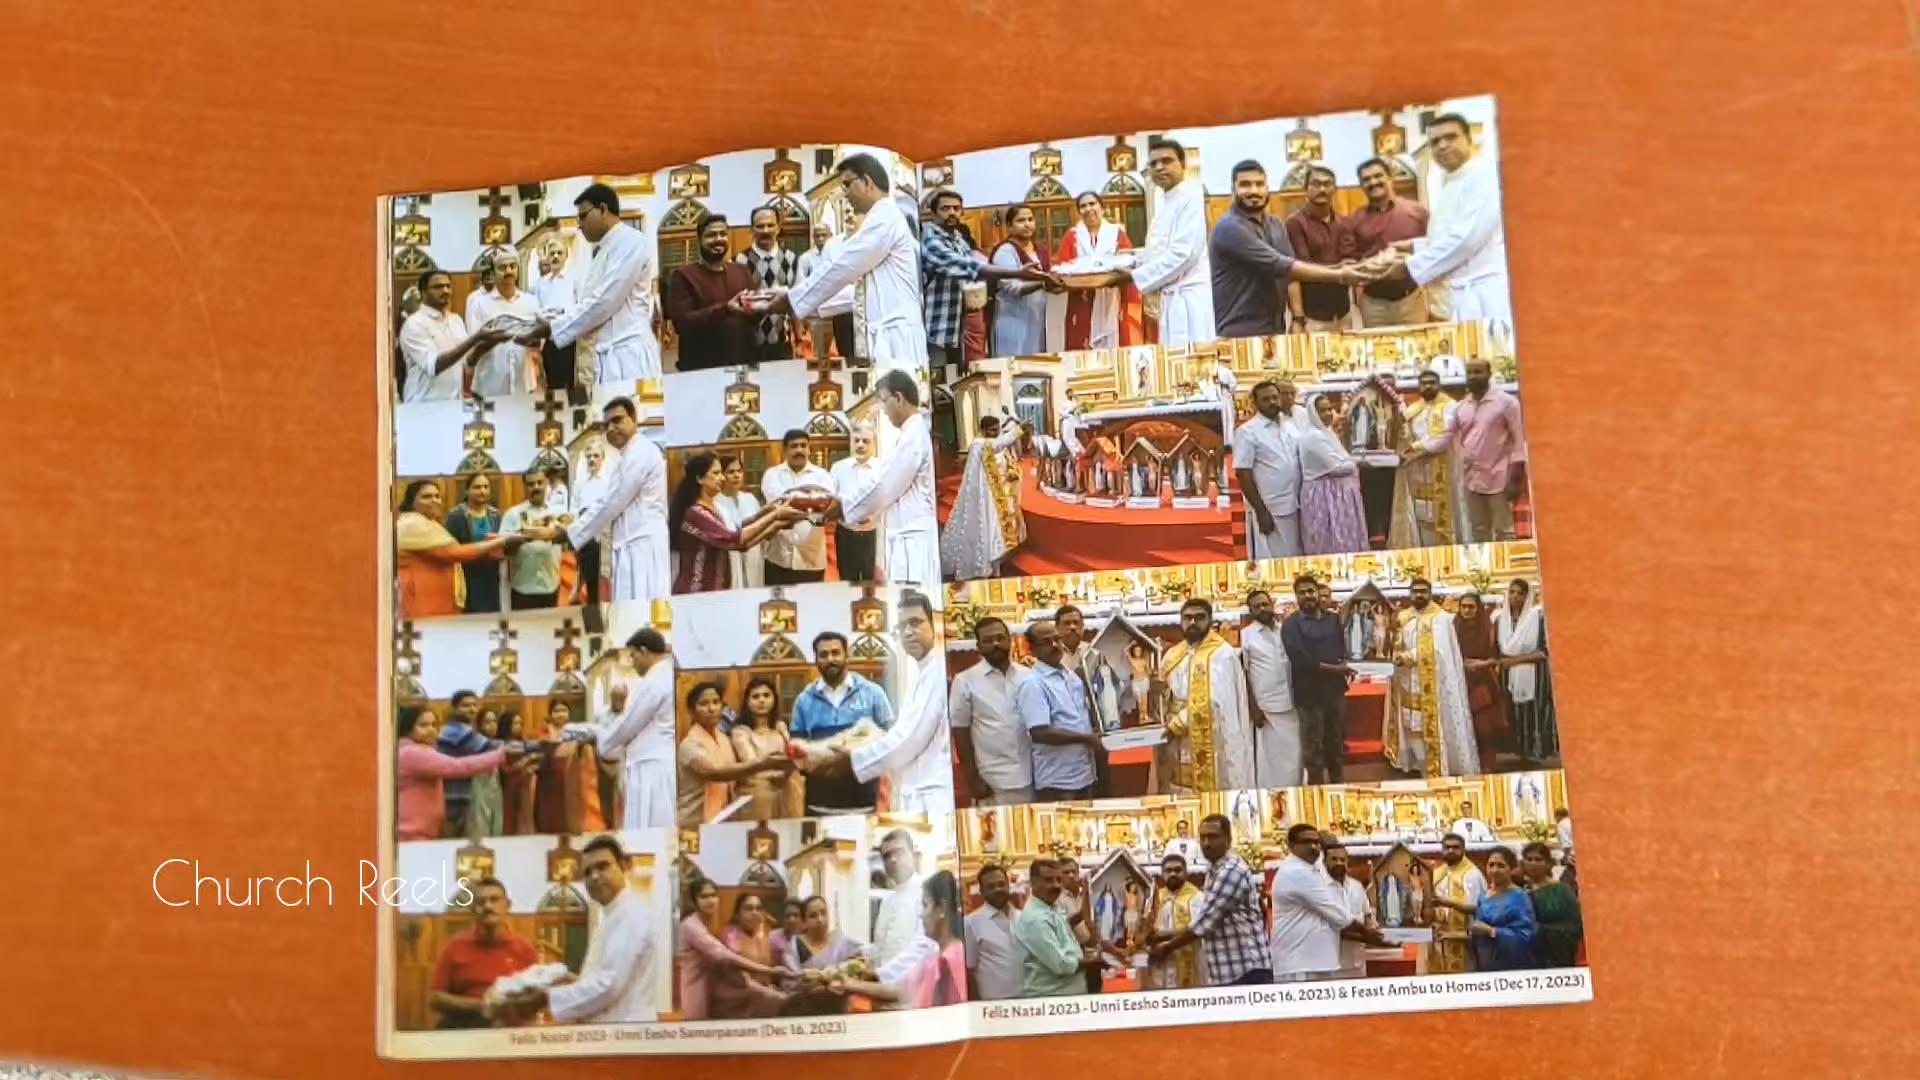 Church Reels
Feliz Natal 2023 - Unni Eesho Samarpanam (Dec 16, 2023)
Feliz Natal 2023 - Unni Eesho Samarpanam (Dec 16, 2023) & Feast Ambu to Homes (Dec 17, 2023)